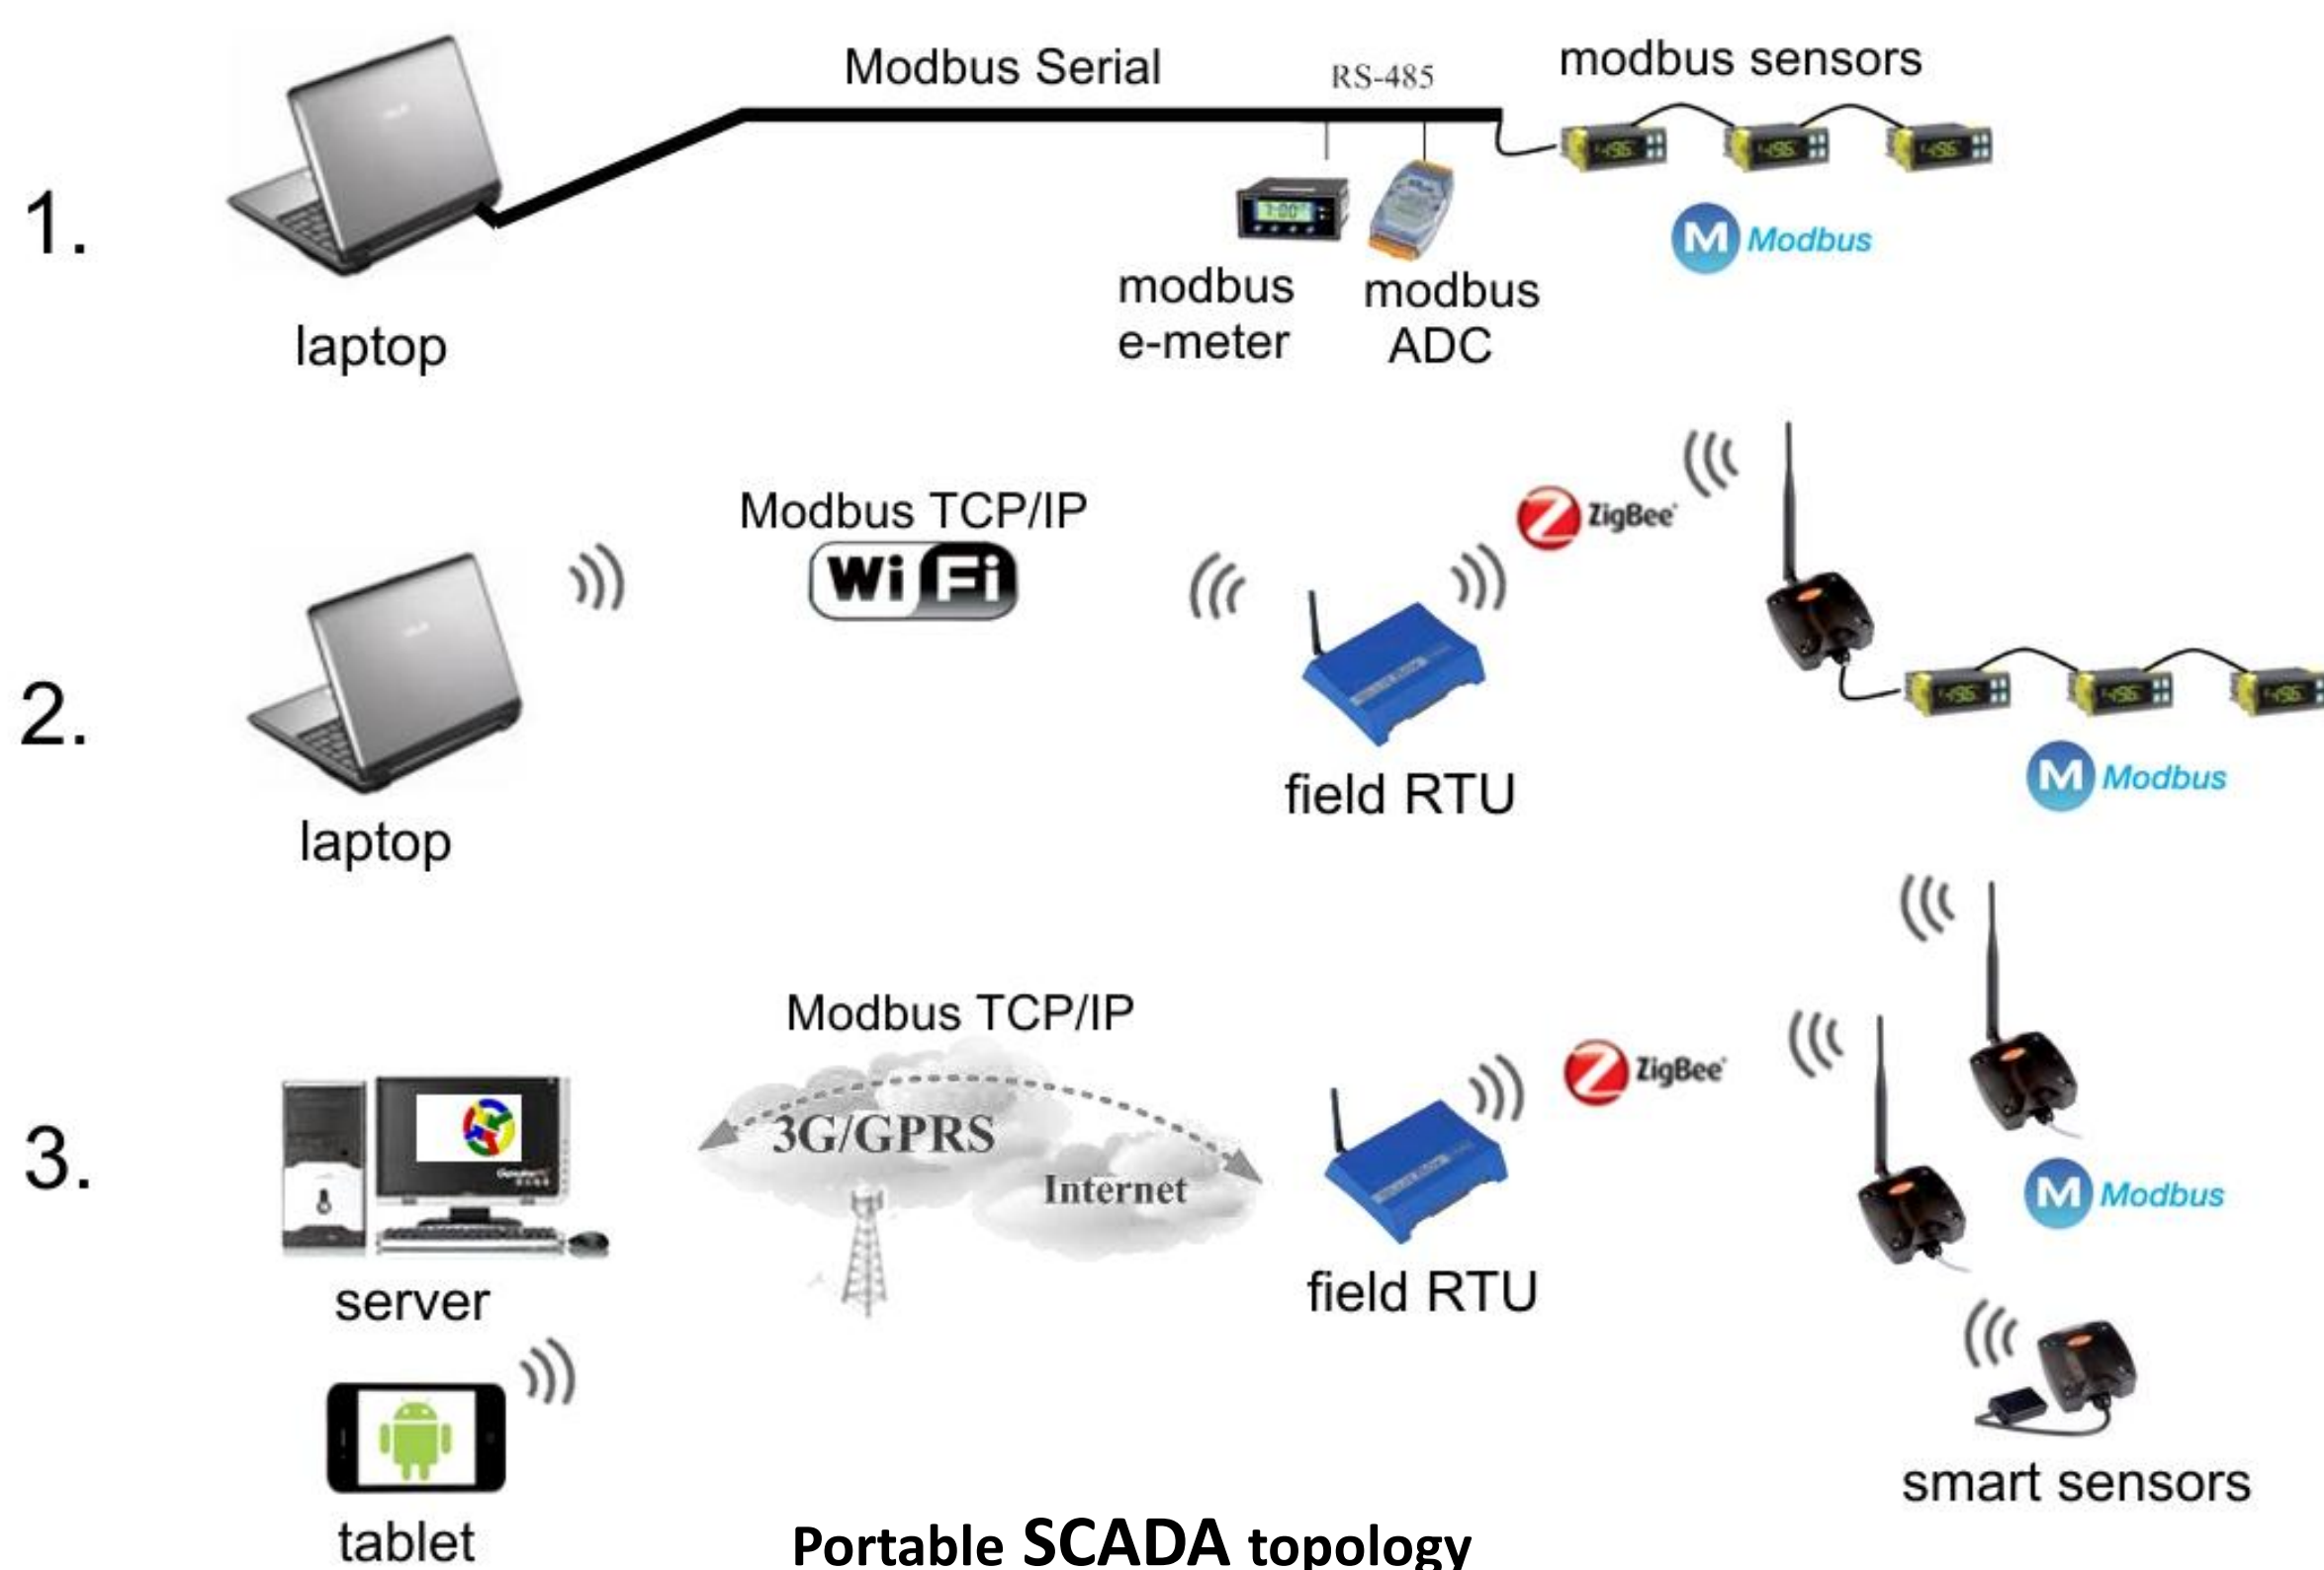 1.
Modbus Serial
RS-485
modbus sensors
M Modbus
modbus
e-meter
modbus
ADC
laptop
2.
Modbus TCP/IP
Wi Fi
Z ZigBee
field RTU
M Modbus
laptop
3.
Modbus TCP/IP
3G/GPRS
Internet
Z ZigBee
field RTU
M Modbus
server
tablet
smart sensors
Portable SCADA topology